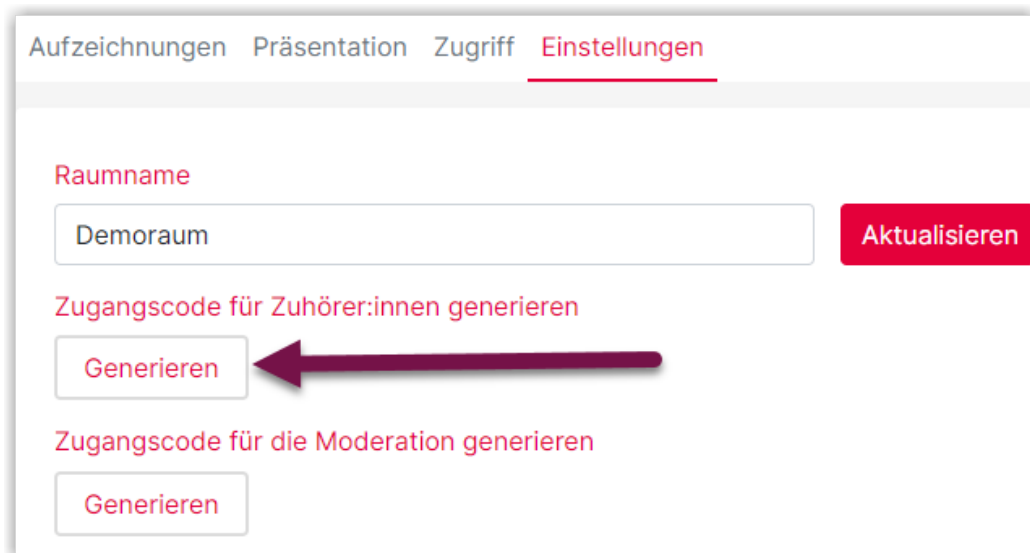 Aufzeichnungen Präsentation Zugriff Einstellungen
Raumname
Demoraum Aktualisieren
Zugangscode für Zuhörer:innen generieren
Generieren
Zugangscode für die Moderation generieren
Generieren